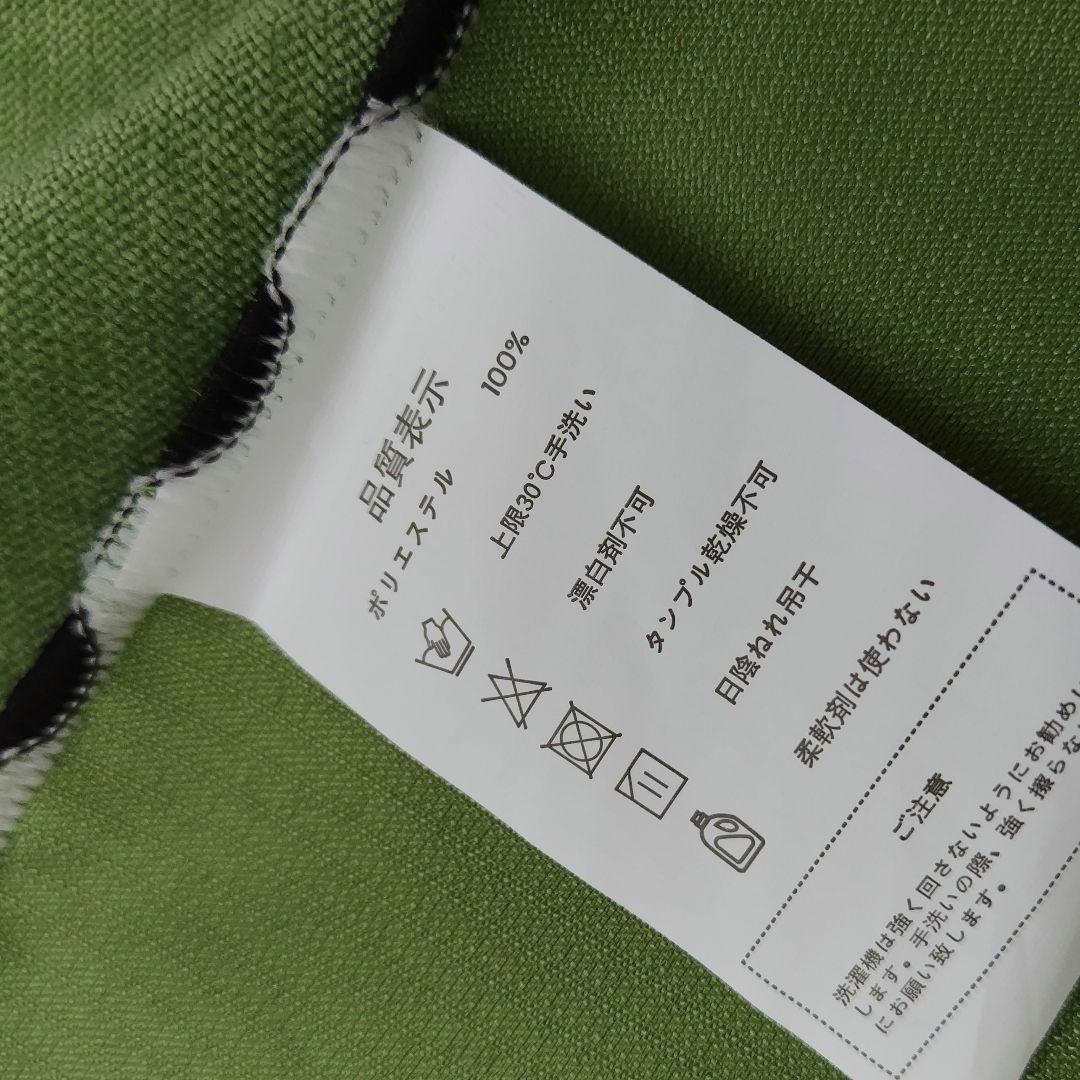 品質表示
ポリエステル 100%
上限30℃手洗い
漂白剤不可
タンプル乾燥不可
日陰ねれ吊干
柔軟剤は使わない
ご注意
洗濯機は強く回さないようにお勧めし
します。手洗いの際、強く擦らな
にお願い致します。